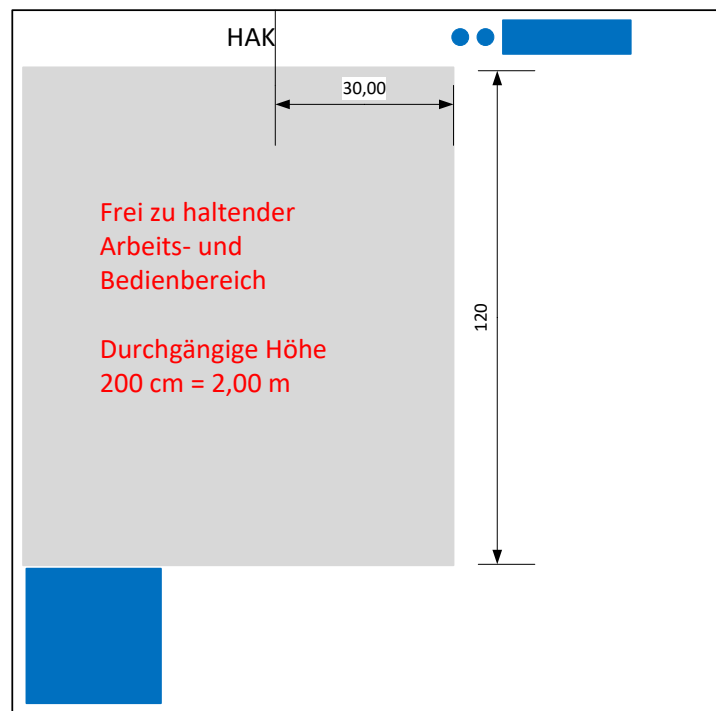 HAK
30,00
Frei zu haltender
Arbeits- und
Bedienbereich
120
Durchgängige Höhe
200 cm = 2,00 m